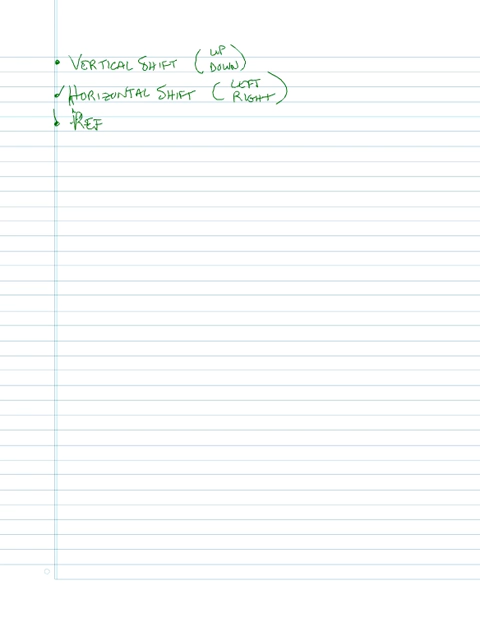 • VERTICAL SHIFT (UP DOWN)
• HORIZONTAL SHIFT (LEFT RIGHT)
• REF